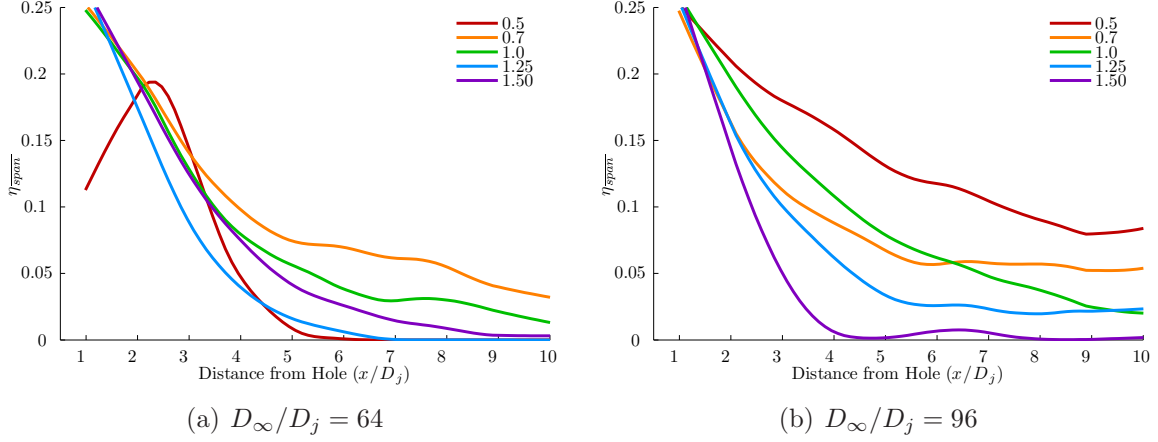 0.25
0.2
0.15
0.1
0.05
0
η_span
0.5
0.7
1.0
1.25
1.50
1 2 3 4 5 6 7 8 9 10
Distance from Hole (x/D_j)
(a) D_∞/D_j = 64
0.25
0.2
0.15
0.1
0.05
0
η_span
0.5
0.7
1.0
1.25
1.50
1 2 3 4 5 6 7 8 9 10
Distance from Hole (x/D_j)
(b) D_∞/D_j = 96